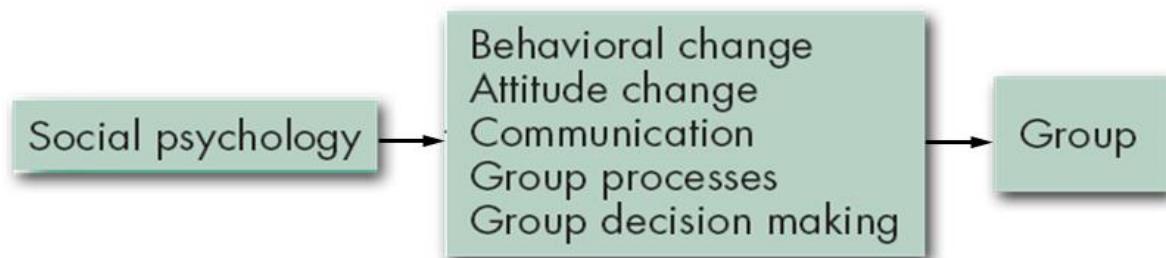 Social psychology
Behavioral change
Attitude change
Communication
Group processes
Group decision making
Group